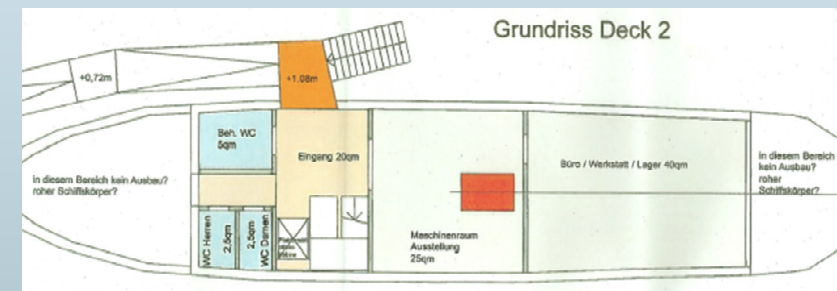 Grundriss Deck 2
+0,72m
+1.08m
Beh. WC
5qm
Eingang 20qm
Büro / Werkstatt / Lager 40qm
in diesem Bereich kein Ausbau?
roher Schiffskörper?
in diesem Bereich
kein Ausbau?
roher
Schiffskörper?
WC Herren
2.5qm
2,5qm
WC Damen
Maschinenraum
Ausstellung
25qm